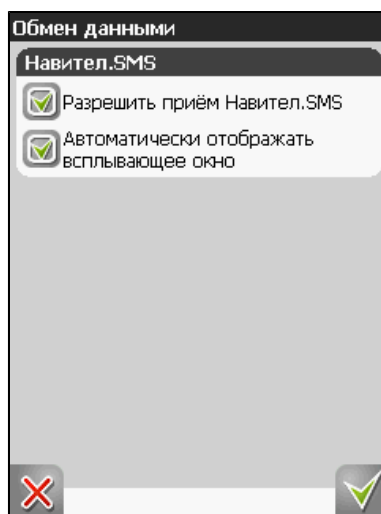 Обмен данными
Навител.SMS
Разрешить приём Навител.SMS
Автоматически отображать
всплывающее окно